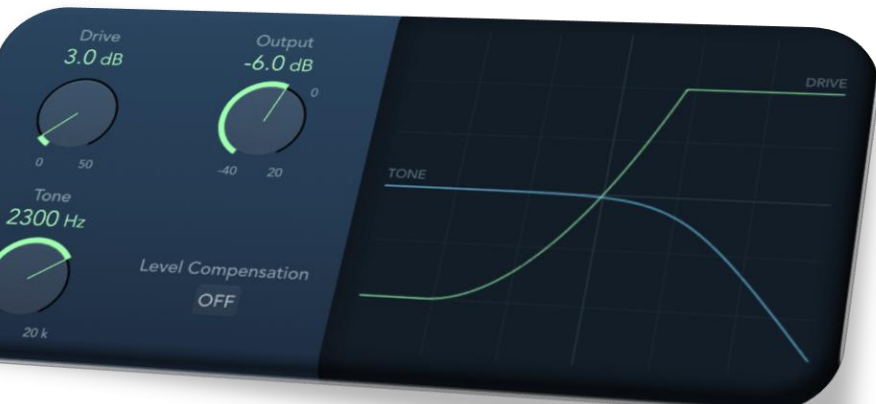 Drive
3.0 dB
0
50
Output
-6.0 dB
0
-40
20
Tone
2300 Hz
20 k
Level Compensation
OFF
DRIVE
TONE